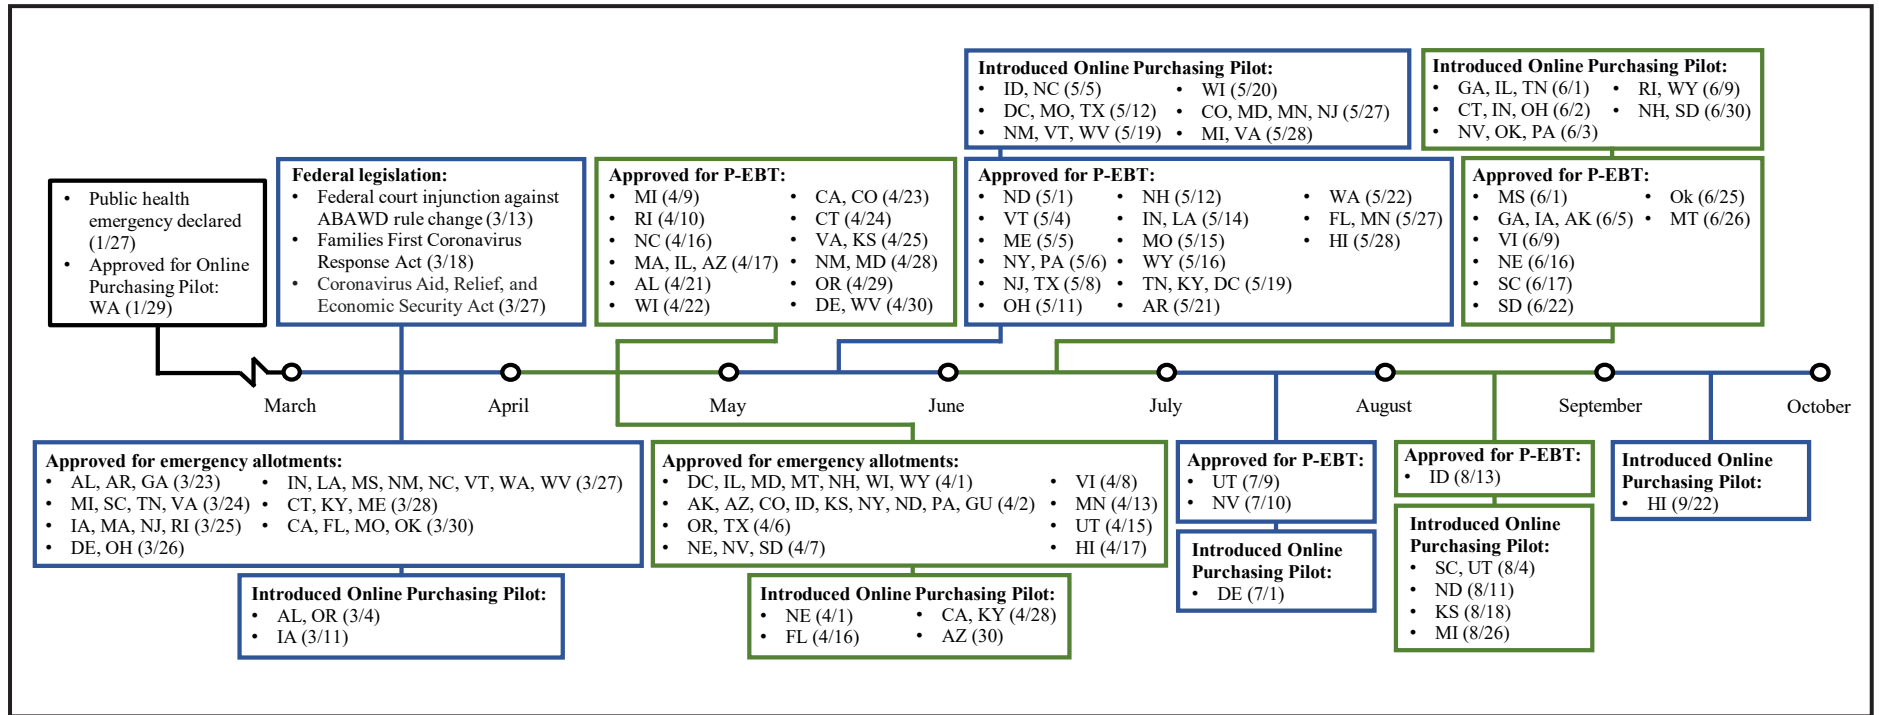 Introduced Online Purchasing Pilot:
• ID, NC (5/5)
• DC, MO, TX (5/12)
• NM, VT, WV (5/19)
• WI (5/20)
• CO, MD, MN, NJ (5/27)
• MI, VA (5/28)
Introduced Online Purchasing Pilot:
• GA, IL, TN (6/1)
• CT, IN, OH (6/2)
• NV, OK, PA (6/3)
• RI, WY (6/9)
• NH, SD (6/30)
• Public health
emergency declared
(1/27)
• Approved for Online
Purchasing Pilot:
WA (1/29)
Federal legislation:
• Federal court injunction against
ABAWD rule change (3/13)
• Families First Coronavirus
Response Act (3/18)
• Coronavirus Aid, Relief, and
Economic Security Act (3/27)
Approved for P-EBT:
• MI (4/9)
• RI (4/10)
• NC (4/16)
• MA, IL, AZ (4/17)
• AL (4/21)
• WI (4/22)
• CA, CO (4/23)
• CT (4/24)
• VA, KS (4/25)
• NM, MD (4/28)
• OR (4/29)
• DE, WV (4/30)
Approved for P-EBT:
• ND (5/1)
• VT (5/4)
• ME (5/5)
• NY, PA (5/6)
• NJ, TX (5/8)
• OH (5/11)
• NH (5/12)
• IN, LA (5/14)
• MO (5/15)
• WY (5/16)
• TN, KY, DC (5/19)
• AR (5/21)
• WA (5/22)
• FL, MN (5/27)
• HI (5/28)
Approved for P-EBT:
• MS (6/1)
• GA, IA, AK (6/5)
• VI (6/9)
• NE (6/16)
• SC (6/17)
• SD (6/22)
• Ok (6/25)
• MT (6/26)
March
April
May
June
July
August
September
October
Approved for emergency allotments:
• AL, AR, GA (3/23)
• MI, SC, TN, VA (3/24)
• IA, MA, NJ, RI (3/25)
• DE, OH (3/26)
• IN, LA, MS, NM, NC, VT, WA, WV (3/27)
• CT, KY, ME (3/28)
• CA, FL, MO, OK (3/30)
Introduced Online Purchasing Pilot:
• AL, OR (3/4)
• IA (3/11)
Approved for emergency allotments:
• DC, IL, MD, MT, NH, WI, WY (4/1)
• AK, AZ, CO, ID, KS, NY, ND, PA, GU (4/2)
• OR, TX (4/6)
• NE, NV, SD (4/7)
• VI (4/8)
• MN (4/13)
• UT (4/15)
• HI (4/17)
Introduced Online Purchasing Pilot:
• NE (4/1)
• FL (4/16)
• CA, KY (4/28)
• AZ (30)
Approved for P-EBT:
• UT (7/9)
• NV (7/10)
Introduced Online
Purchasing Pilot:
• DE (7/1)
Approved for P-EBT:
• ID (8/13)
Introduced Online
Purchasing Pilot:
• SC, UT (8/4)
• ND (8/11)
• KS (8/18)
• MI (8/26)
Introduced Online
Purchasing Pilot:
• HI (9/22)